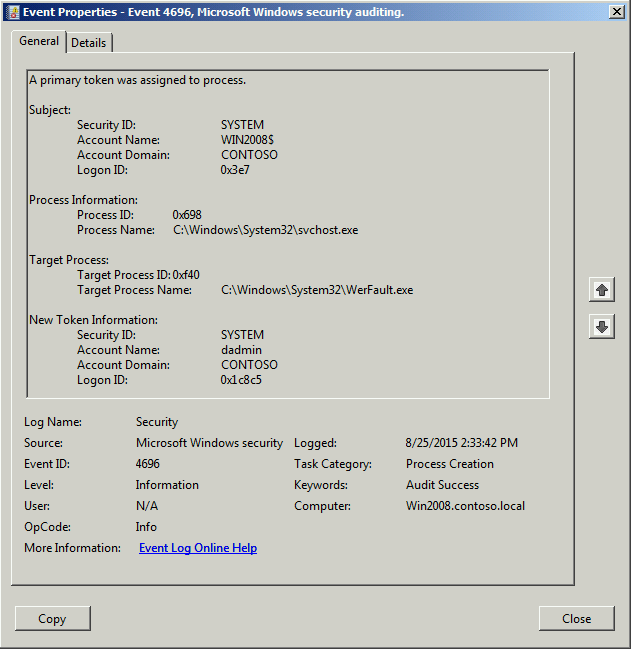 Event Properties - Event 4696, Microsoft Windows security auditing.
General Details
A primary token was assigned to process.
Subject:
Security ID: SYSTEM
Account Name: WIN2008$
Account Domain: CONTOSO
Logon ID: 0x3e7
Process Information:
Process ID: 0x698
Process Name: C:\Windows\System32\svchost.exe
Target Process:
Target Process ID: 0xf40
Target Process Name: C:\Windows\System32\WerFault.exe
New Token Information:
Security ID: SYSTEM
Account Name: dadmin
Account Domain: CONTOSO
Logon ID: 0x1c8c5
Log Name: Security
Source: Microsoft Windows security Logged: 8/25/2015 2:33:42 PM
Event ID: 4696 Task Category: Process Creation
Level: Information Keywords: Audit Success
User: N/A Computer: Win2008.contoso.local
OpCode: Info
More Information: Event Log Online Help
Copy Close